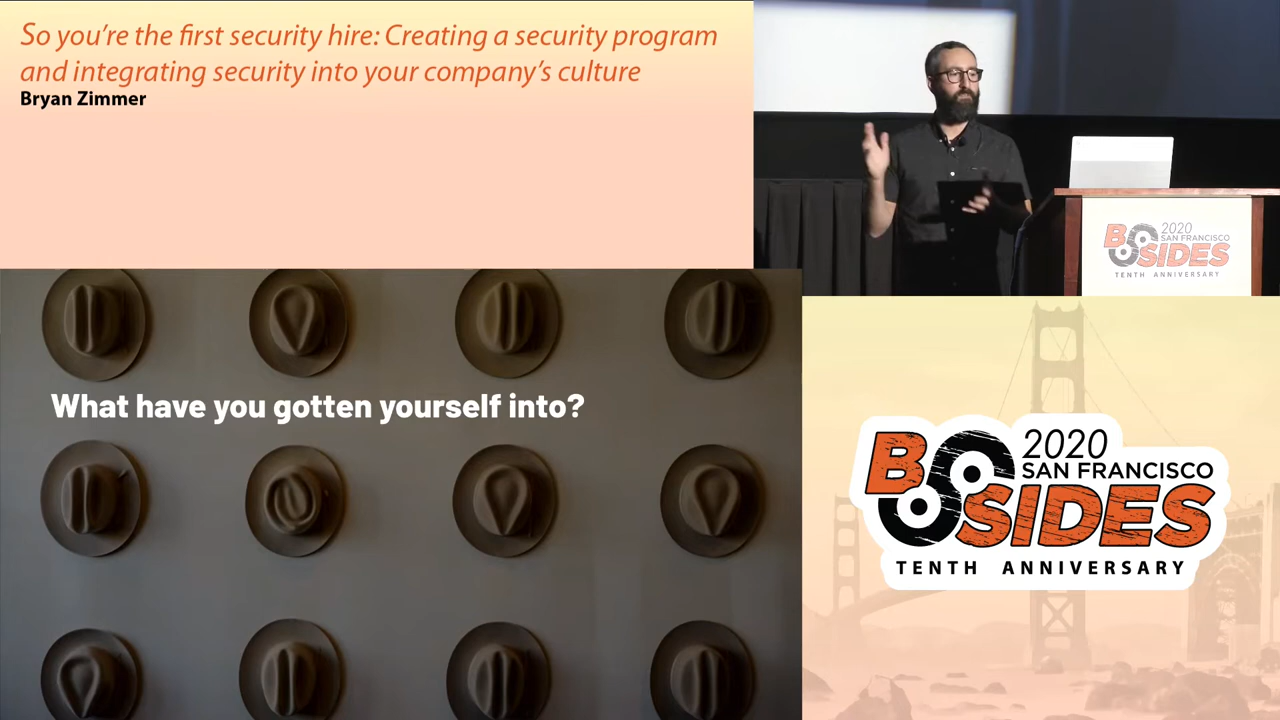 So you're the first security hire: Creating a security program
and integrating security into your company's culture
Bryan Zimmer
2020
SAN FRANCISCO
BSIDES
TENTH ANNIVERSARY
What have you gotten yourself into?
2020
SAN FRANCISCO
BSIDES
TENTH ANNIVERSARY